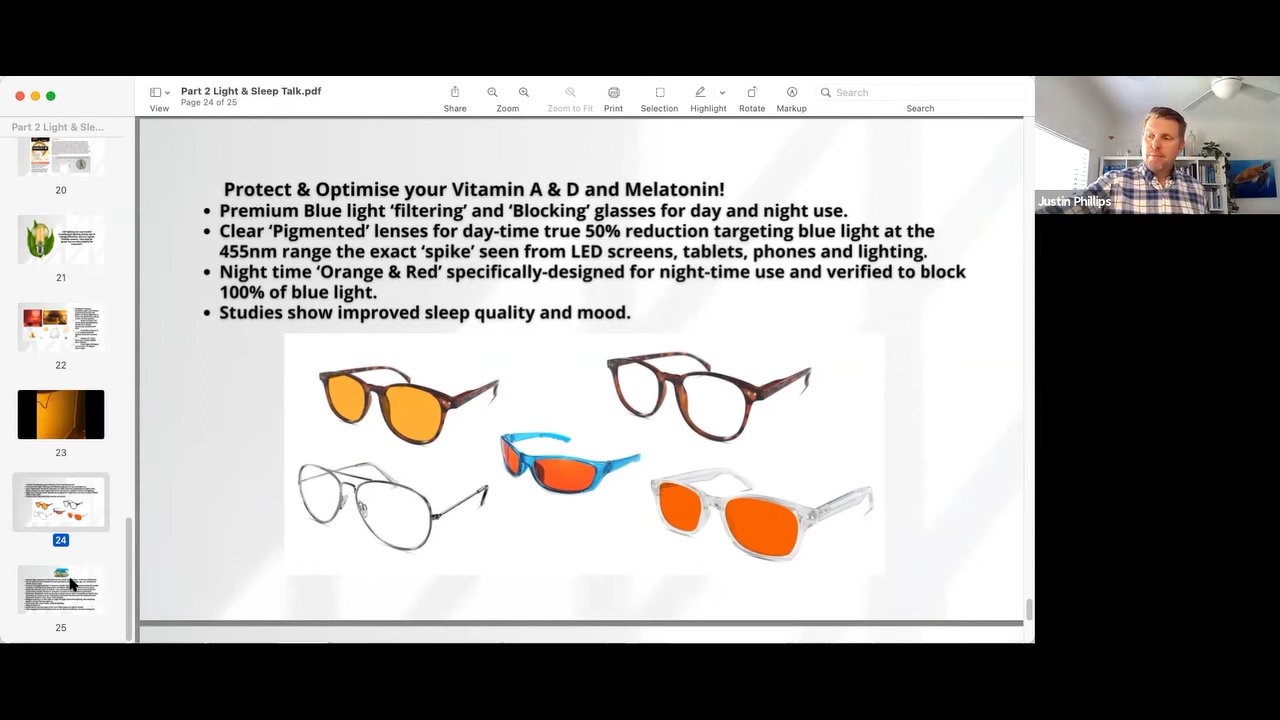 Part 2 Light & Sleep Talk.pdf
Page 24 of 25
View
Share
Zoom
Zoom to Fit
Print
Selection
Highlight
Rotate
Markup
Search
Search
Part 2 Light & Sle...
20
21
22
23
24
25
Protect & Optimise your Vitamin A & D and Melatonin!
• Premium Blue light ‘filtering’ and ‘Blocking’ glasses for day and night use.
• Clear ‘Pigmented’ lenses for day-time true 50% reduction targeting blue light at the
455nm range the exact ‘spike’ seen from LED screens, tablets, phones and lighting.
• Night time ‘Orange & Red’ specifically-designed for night-time use and verified to block
100% of blue light.
• Studies show improved sleep quality and mood.
Justin Phillips